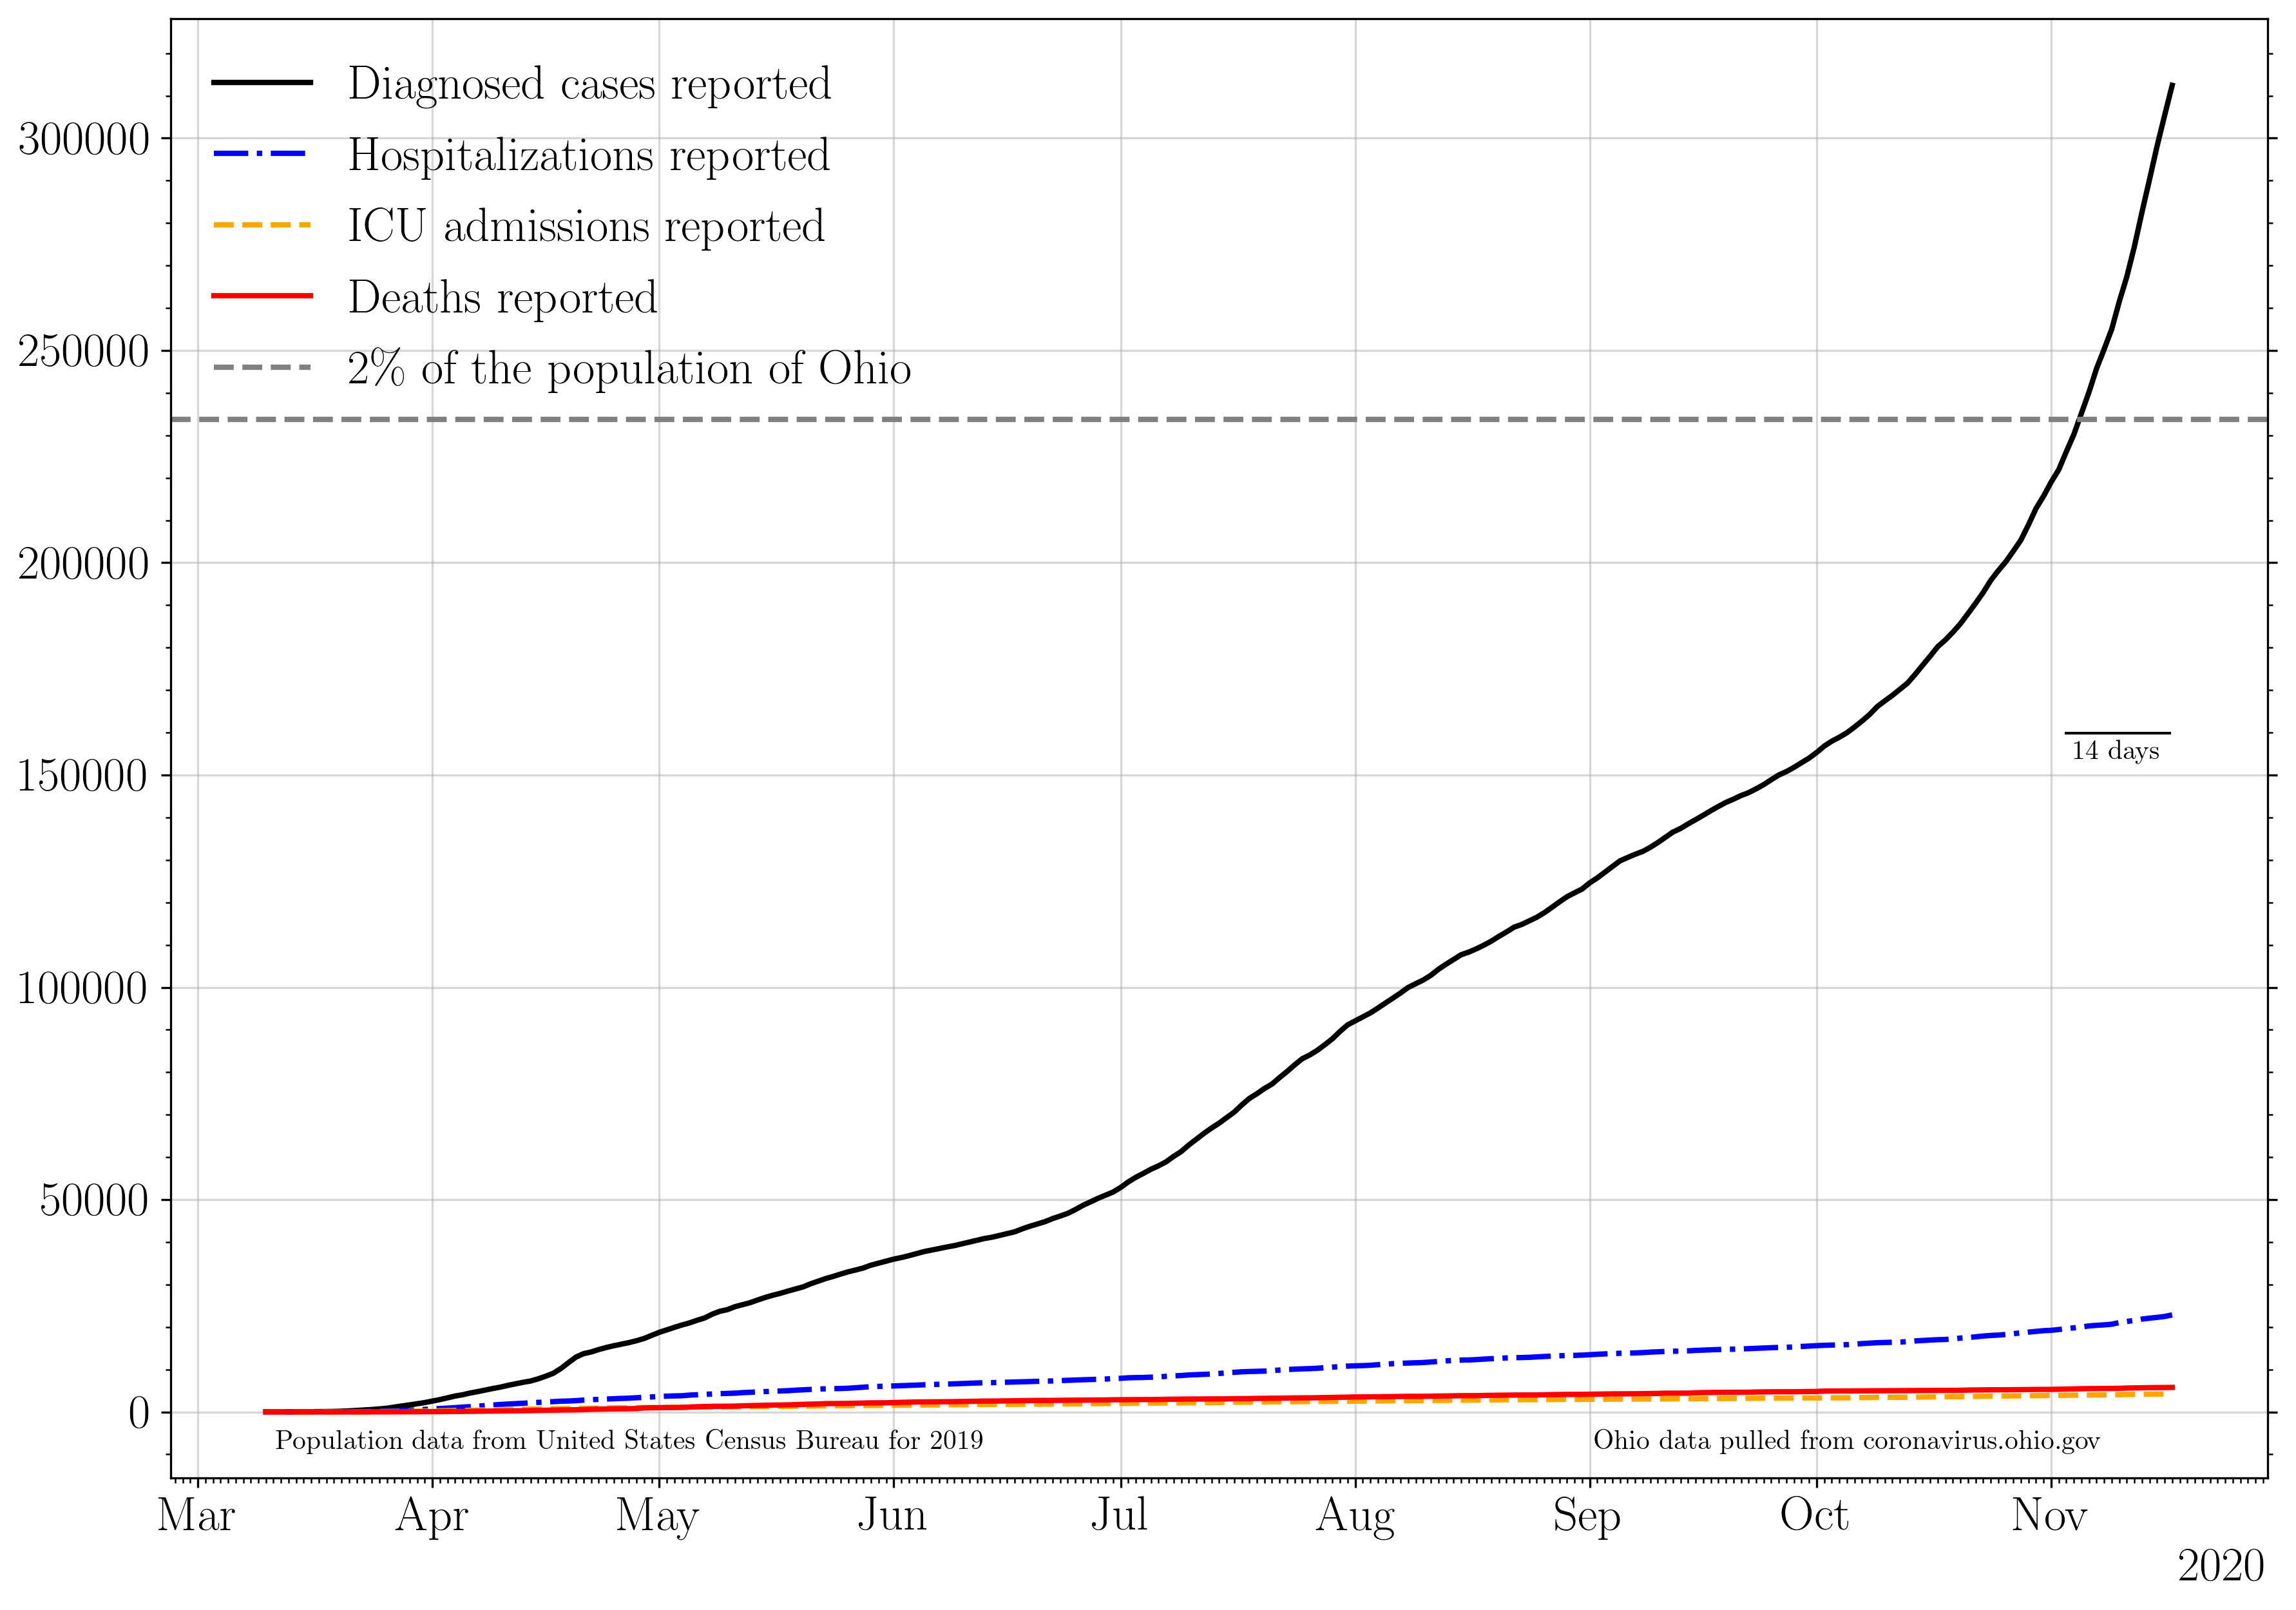 Diagnosed cases reported
Hospitalizations reported
ICU admissions reported
Deaths reported
2% of the population of Ohio
300000
250000
200000
150000
100000
50000
0
14 days
Population data from United States Census Bureau for 2019
Ohio data pulled from coronavirus.ohio.gov
Mar Apr May Jun Jul Aug Sep Oct Nov
2020